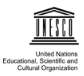 UNESCO
United Nations
Educational, Scientific and
Cultural Organization